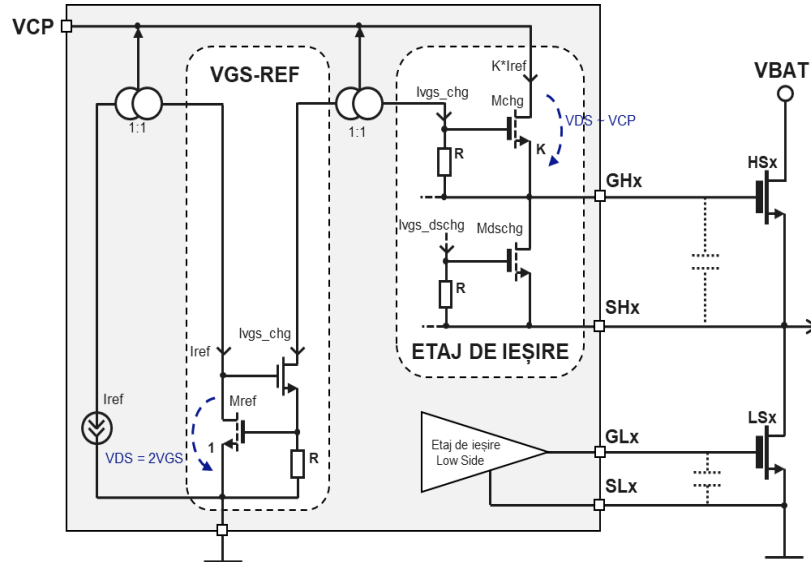 VCP
VGS-REF
1:1
Iref
VDS = 2VGS
Iref
Mref
1
Ivgs_chg
R
1:1
K*Iref
Ivgs_chg
Mchg
VDS ~ VCP
R
K
Ivgs_dschg
Mdschg
R
ETAJ DE IEȘIRE
Etaj de ieșire
Low Side
GHx
SHx
GLx
SLx
VBAT
HSx
LSx